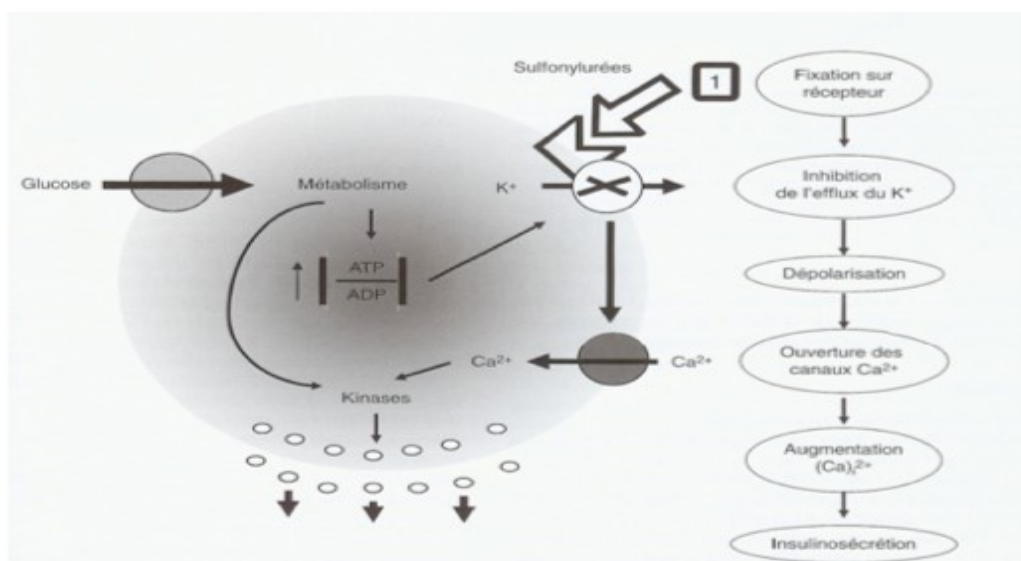 Sulfonylurées
1
Fixation sur
récepteur
Glucose
Métabolisme
K⁺
Inhibition
de l'efflux du K⁺
ATP
ADP
Dépolarisation
Ca²⁺
Ca²⁺
Ouverture des
canaux Ca²⁺
Kinases
Augmentation
(Ca)ᵢ²⁺
Insulinosécrétion